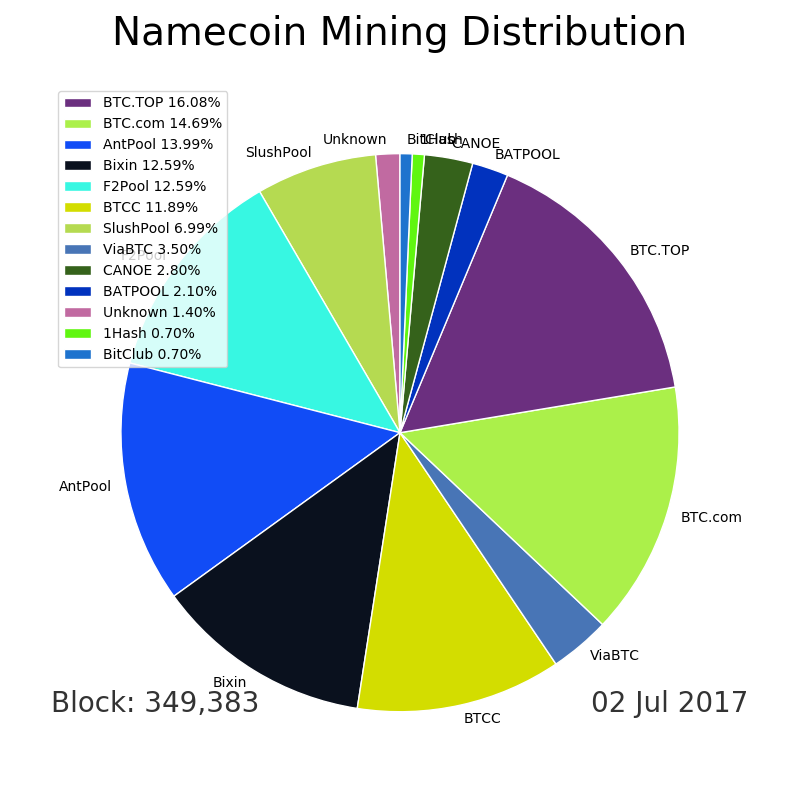 Namecoin Mining Distribution
BTC.TOP 16.08%
BTC.com 14.69%
AntPool 13.99%
Bixin 12.59%
F2Pool 12.59%
BTCC 11.89%
SlushPool 6.99%
ViaBTC 3.50%
CANOE 2.80%
BATPOOL 2.10%
Unknown 1.40%
1Hash 0.70%
BitClub 0.70%
F2Pool
SlushPool
Unknown
BitClub
1Hash
CANOE
BATPOOL
BTC.TOP
BTC.com
ViaBTC
BTCC
Bixin
AntPool
Block: 349,383
02 Jul 2017